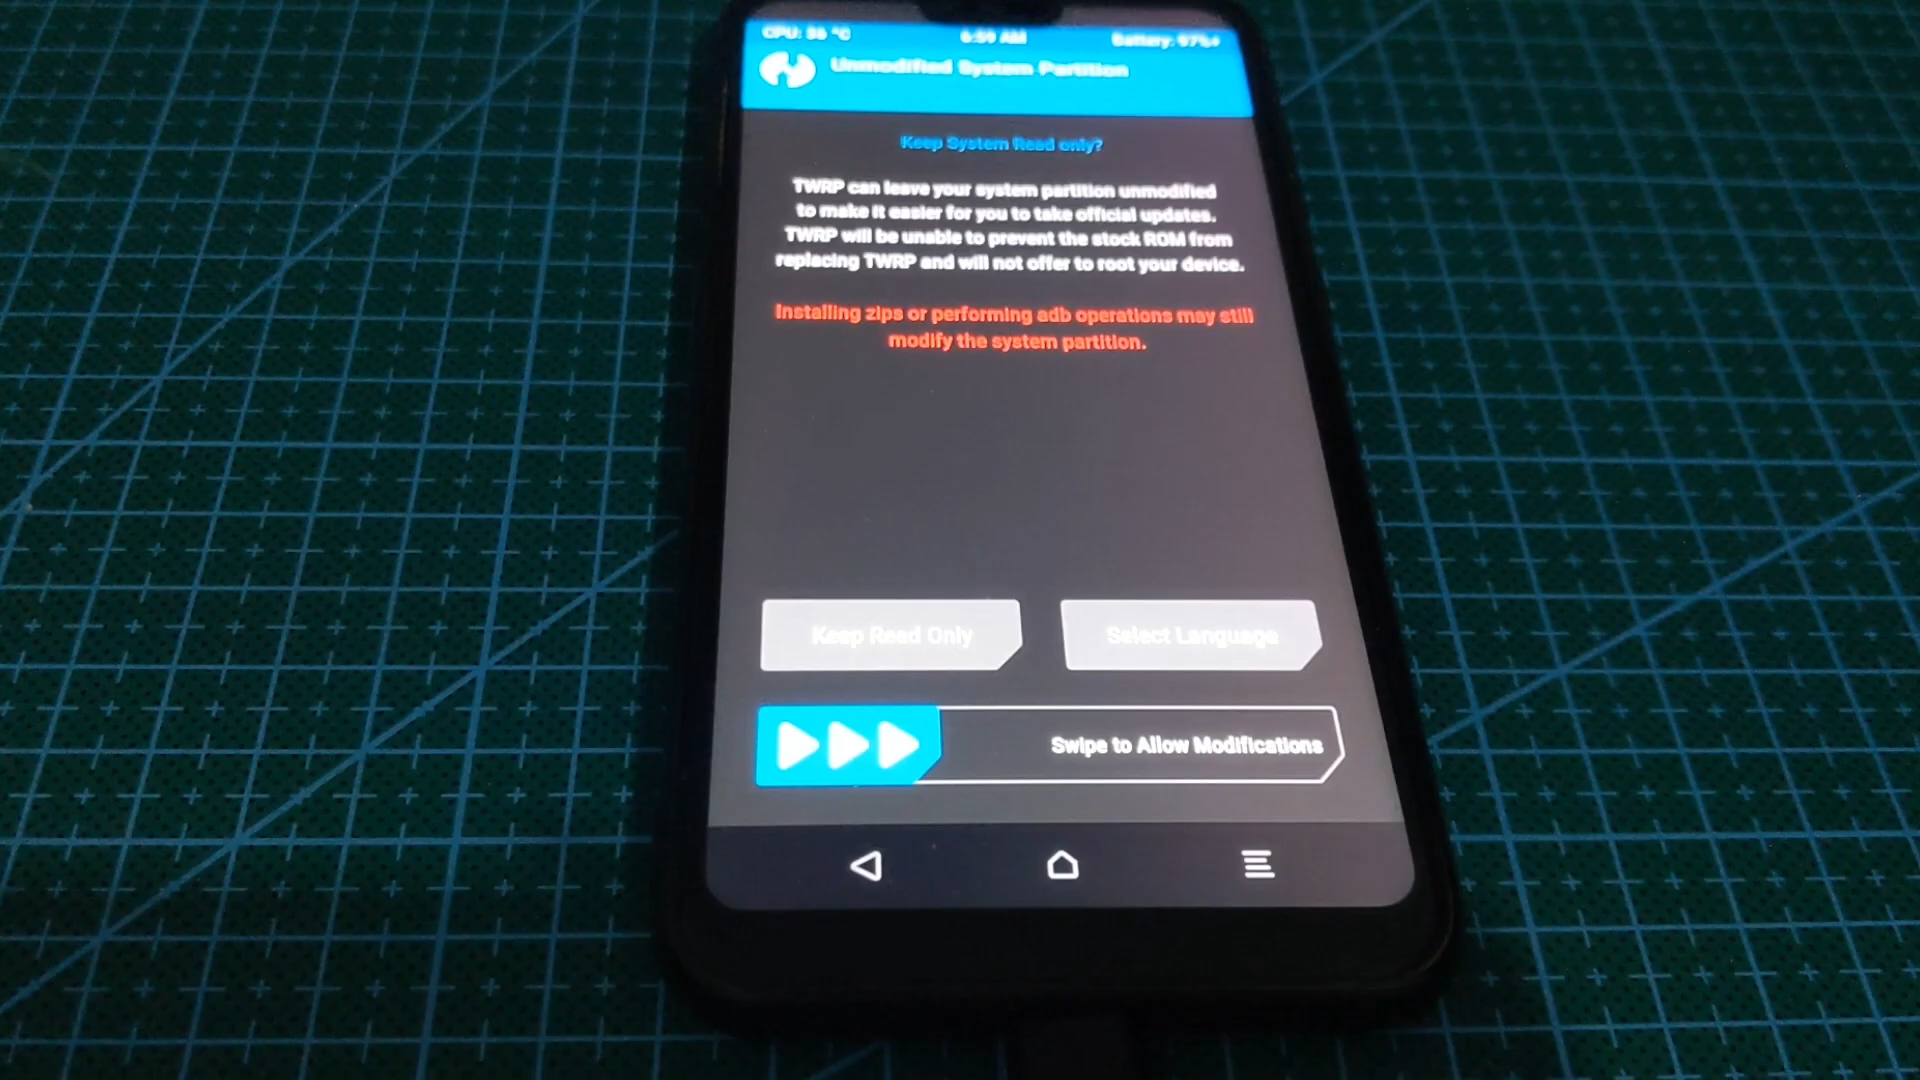 CPU: 36 °C 6:59 AM Battery: 97%+
Unmodified System Partition
Keep System Read only?
TWRP can leave your system partition unmodified
to make it easier for you to take official updates.
TWRP will be unable to prevent the stock ROM from
replacing TWRP and will not offer to root your device.
Installing zips or performing adb operations may still
modify the system partition.
Keep Read Only Select Language
Swipe to Allow Modifications